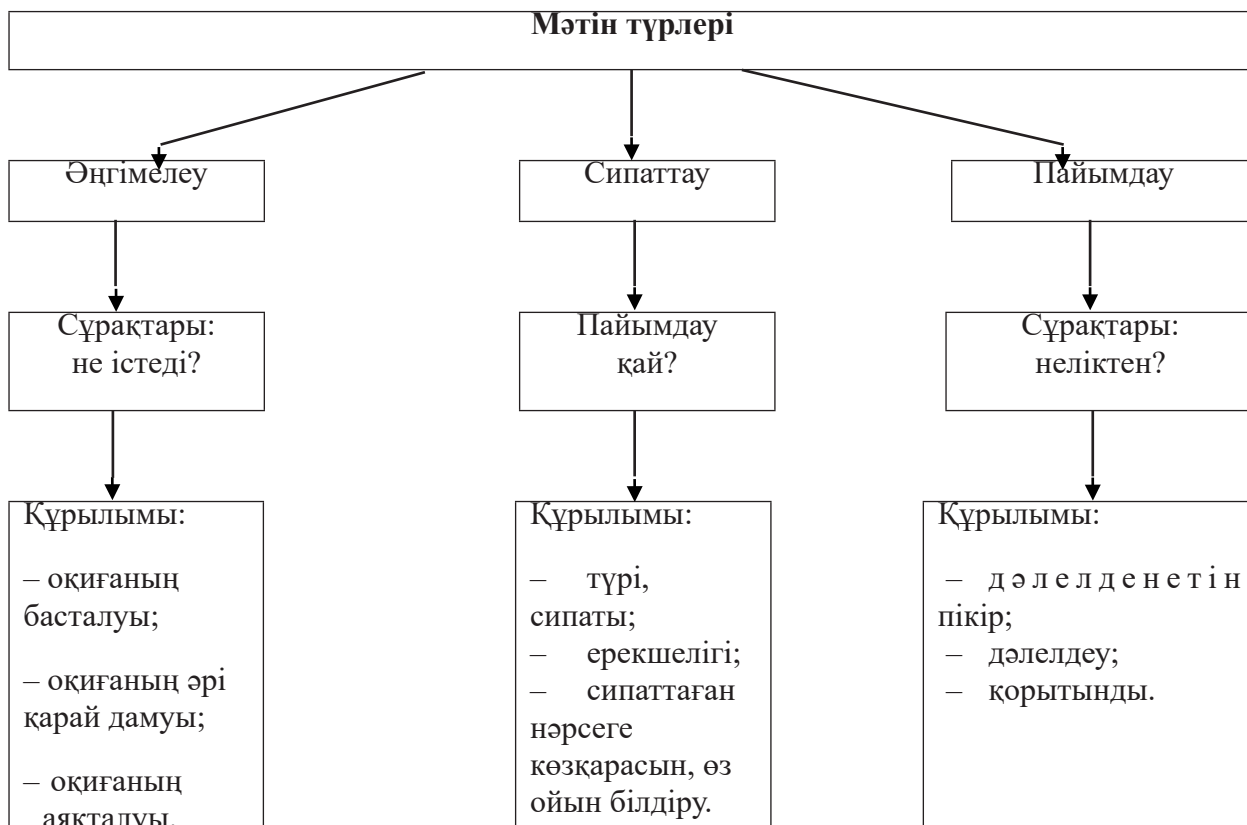 Мәтін түрлері
Әңгімелеу
Сипаттау
Пайымдау
Сұрақтары:
не істеді?
Пайымдау
қай?
Сұрақтары:
неліктен?
Құрылымы:
– оқиғаның
басталуы;
– оқиғаның әрі
қарай дамуы;
– оқиғаның
аяқталуы.
Құрылымы:
– түрі,
сипаты;
– ерекшелігі;
– сипаттаған
нәрсеге
көзқарасын, өз
ойын білдіру.
Құрылымы:
– дәлелденетін
пікір;
– дәлелдеу;
– қорытынды.